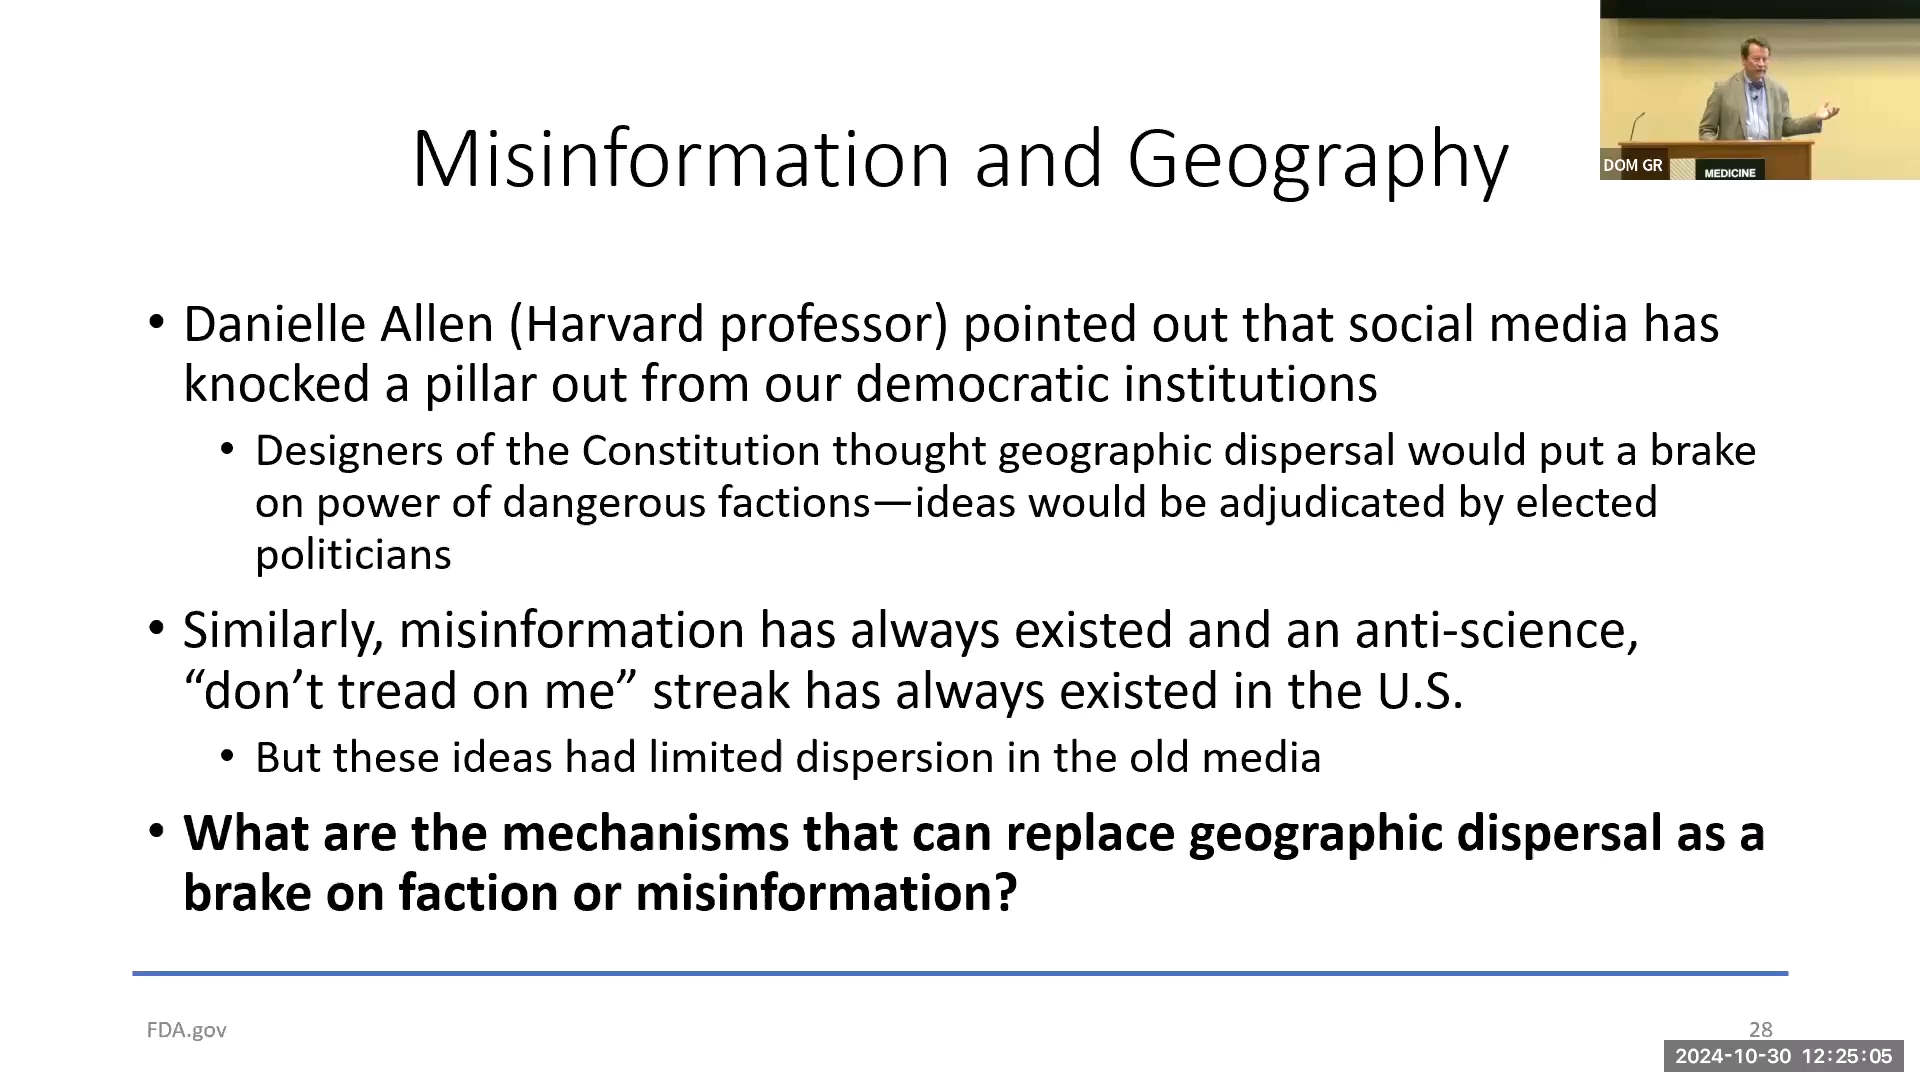 Misinformation and Geography
DOM GR
MEDICINE
• Danielle Allen (Harvard professor) pointed out that social media has
knocked a pillar out from our democratic institutions
• Designers of the Constitution thought geographic dispersal would put a brake
on power of dangerous factions—ideas would be adjudicated by elected
politicians
• Similarly, misinformation has always existed and an anti-science,
“don’t tread on me” streak has always existed in the U.S.
• But these ideas had limited dispersion in the old media
• What are the mechanisms that can replace geographic dispersal as a
brake on faction or misinformation?
FDA.gov
28
2024-10-30 12:25:05